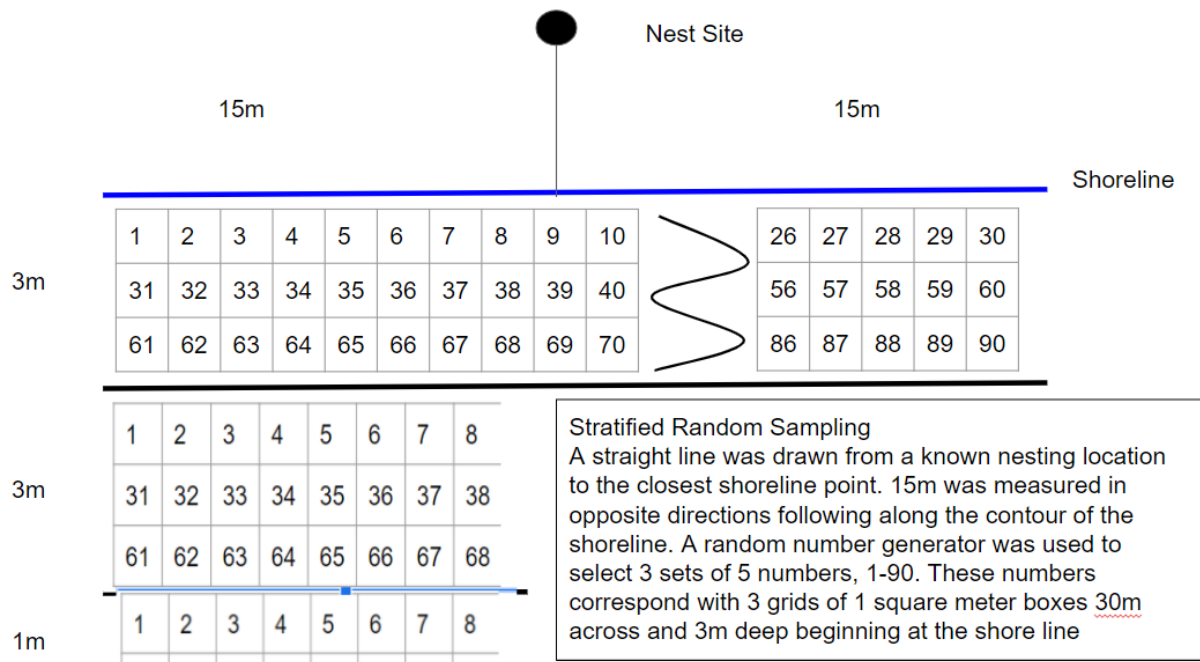 Nest Site
15m 15m
Shoreline
1 2 3 4 5 6 7 8 9 10 26 27 28 29 30
3m 31 32 33 34 35 36 37 38 39 40 56 57 58 59 60
61 62 63 64 65 66 67 68 69 70 86 87 88 89 90
1 2 3 4 5 6 7 8
3m 31 32 33 34 35 36 37 38
61 62 63 64 65 66 67 68
1m 1 2 3 4 5 6 7 8
Stratified Random Sampling
A straight line was drawn from a known nesting location
to the closest shoreline point. 15m was measured in
opposite directions following along the contour of the
shoreline. A random number generator was used to
select 3 sets of 5 numbers, 1-90. These numbers
correspond with 3 grids of 1 square meter boxes 30m
across and 3m deep beginning at the shore line